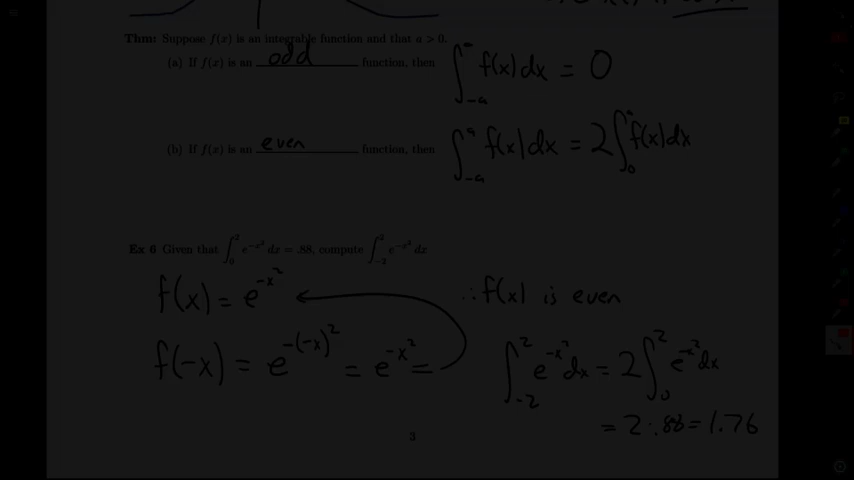 Thm: Suppose f(x) is an integrable function and that a > 0.
(a) If f(x) is an odd function, then ∫_{-a}^{a} f(x) dx = 0
(b) If f(x) is an even function, then ∫_{-a}^{a} f(x) dx = 2∫_{0}^{a} f(x) dx
Ex 6 Given that ∫_{0}^{2} e^{-x^2} dx = .88, compute ∫_{-2}^{2} e^{-x^2} dx
f(x) = e^{-x^2}
∴ f(x) is even
f(-x) = e^{-(-x)^2} = e^{-x^2} =
∫_{-2}^{2} e^{-x^2} dx = 2∫_{0}^{2} e^{-x^2} dx
= 2 · .88 = 1.76
3